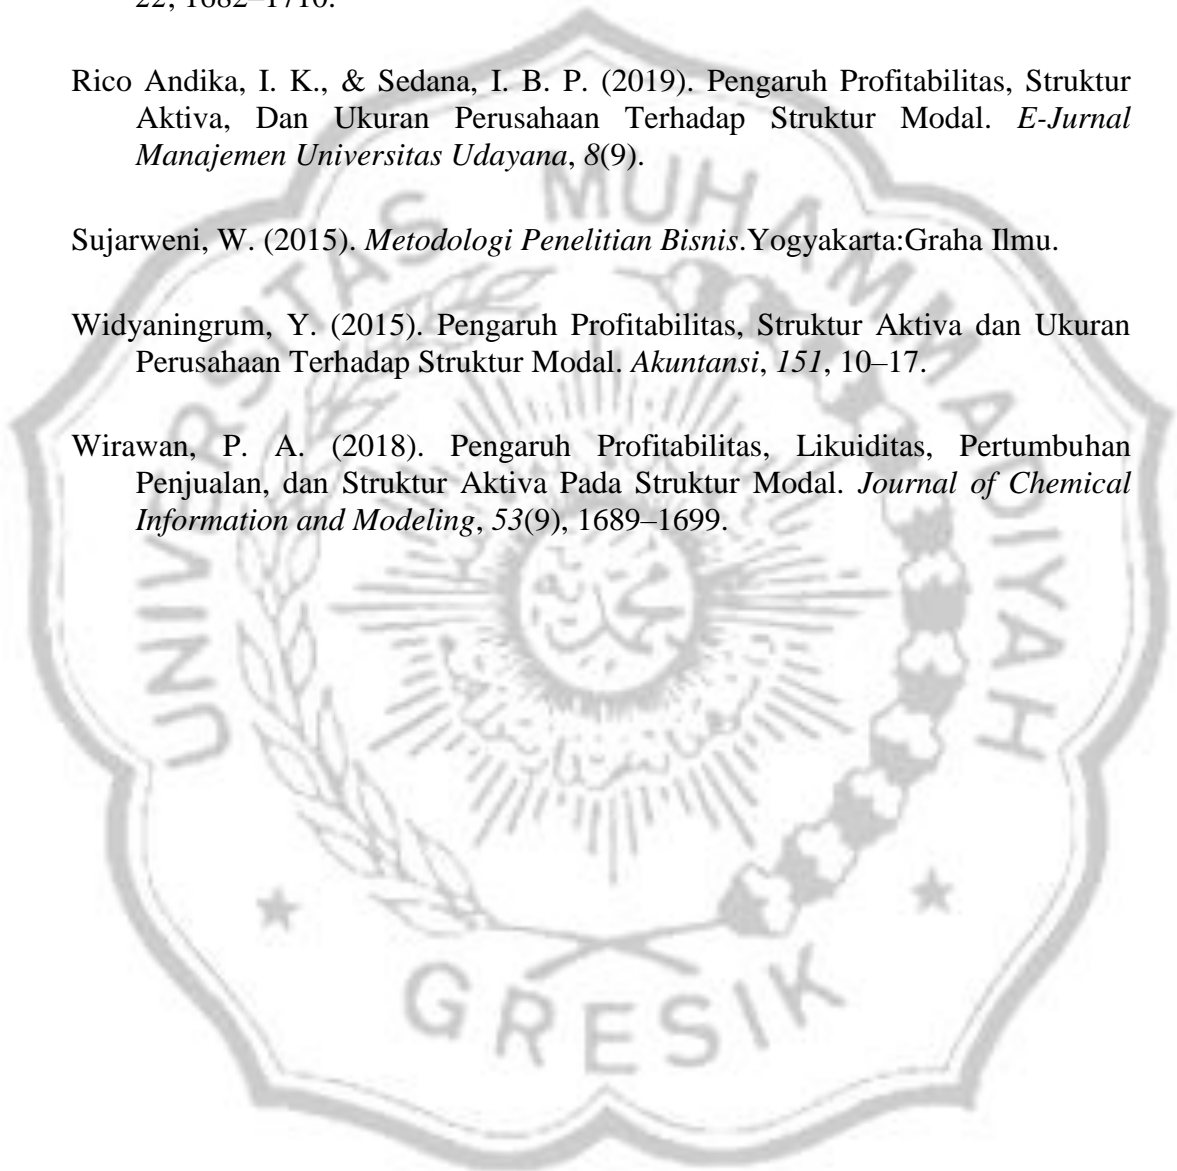 22, 1682–1710.
Rico Andika, I. K., & Sedana, I. B. P. (2019). Pengaruh Profitabilitas, Struktur
Aktiva, Dan Ukuran Perusahaan Terhadap Struktur Modal. E-Jurnal
Manajemen Universitas Udayana, 8(9).
Sujarweni, W. (2015). Metodologi Penelitian Bisnis.Yogyakarta:Graha Ilmu.
Widyaningrum, Y. (2015). Pengaruh Profitabilitas, Struktur Aktiva dan Ukuran
Perusahaan Terhadap Struktur Modal. Akuntansi, 151, 10–17.
Wirawan, P. A. (2018). Pengaruh Profitabilitas, Likuiditas, Pertumbuhan
Penjualan, dan Struktur Aktiva Pada Struktur Modal. Journal of Chemical
Information and Modeling, 53(9), 1689–1699.
UNIVERSITAS MUHAMMADIYAH
GRESIK